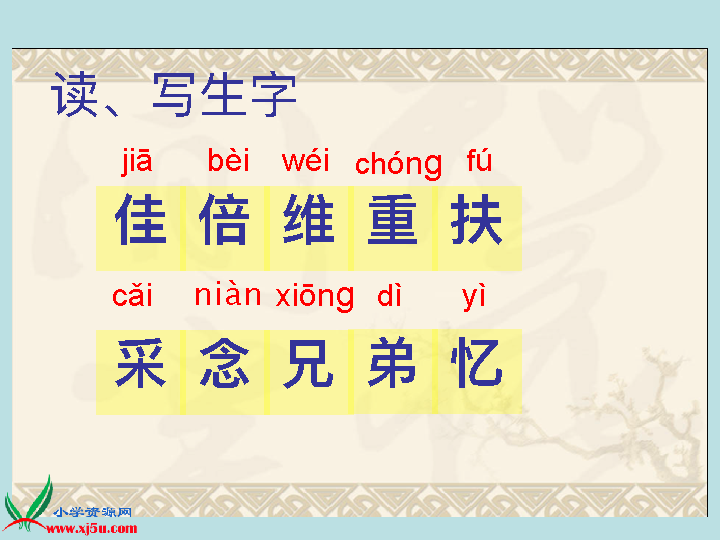 读、写生字
jiā bèi wéi chóng fú
佳 倍 维 重 扶
cǎi niàn xiōng dì yì
采 念 兄 弟 忆
小学资源网
www.xj5u.com